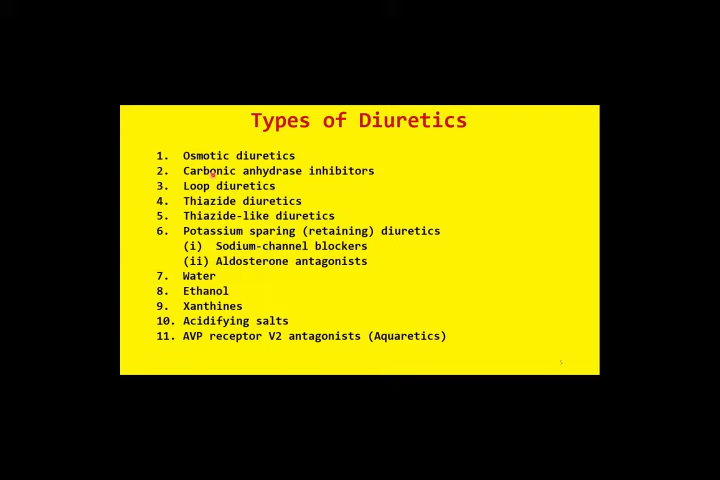 Types of Diuretics
1. Osmotic diuretics
2. Carbonic anhydrase inhibitors
3. Loop diuretics
4. Thiazide diuretics
5. Thiazide-like diuretics
6. Potassium sparing (retaining) diuretics
(i) Sodium-channel blockers
(ii) Aldosterone antagonists
7. Water
8. Ethanol
9. Xanthines
10. Acidifying salts
11. AVP receptor V2 antagonists (Aquaretics)
5